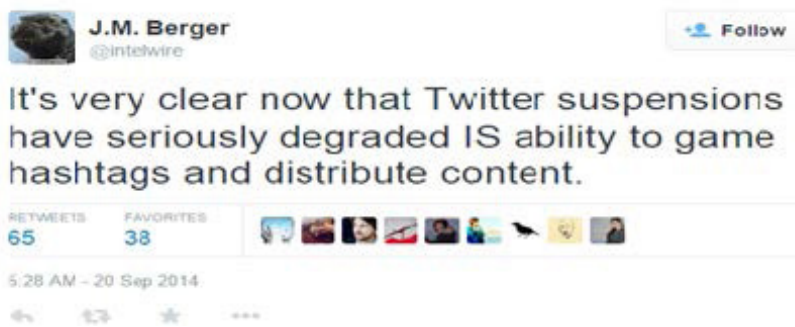 J.M. Berger
@intelwire
Follow
It's very clear now that Twitter suspensions
have seriously degraded IS ability to game
hashtags and distribute content.
RETWEETS FAVORITES
65 38
5:28 AM - 20 Sep 2014